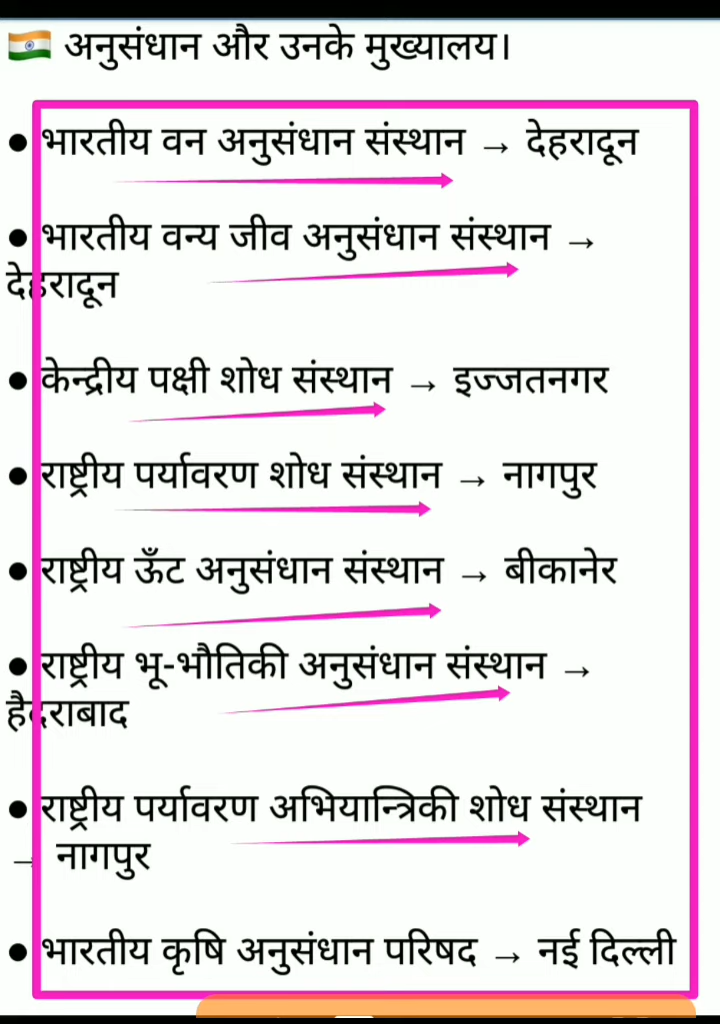 🇮🇳 अनुसंधान और उनके मुख्यालय।
● भारतीय वन अनुसंधान संस्थान → देहरादून
● भारतीय वन्य जीव अनुसंधान संस्थान →
देहरादून
● केन्द्रीय पक्षी शोध संस्थान → इज्जतनगर
● राष्ट्रीय पर्यावरण शोध संस्थान → नागपुर
● राष्ट्रीय ऊँट अनुसंधान संस्थान → बीकानेर
● राष्ट्रीय भू-भौतिकी अनुसंधान संस्थान →
हैदराबाद
● राष्ट्रीय पर्यावरण अभियान्त्रिकी शोध संस्थान
→ नागपुर
● भारतीय कृषि अनुसंधान परिषद → नई दिल्ली